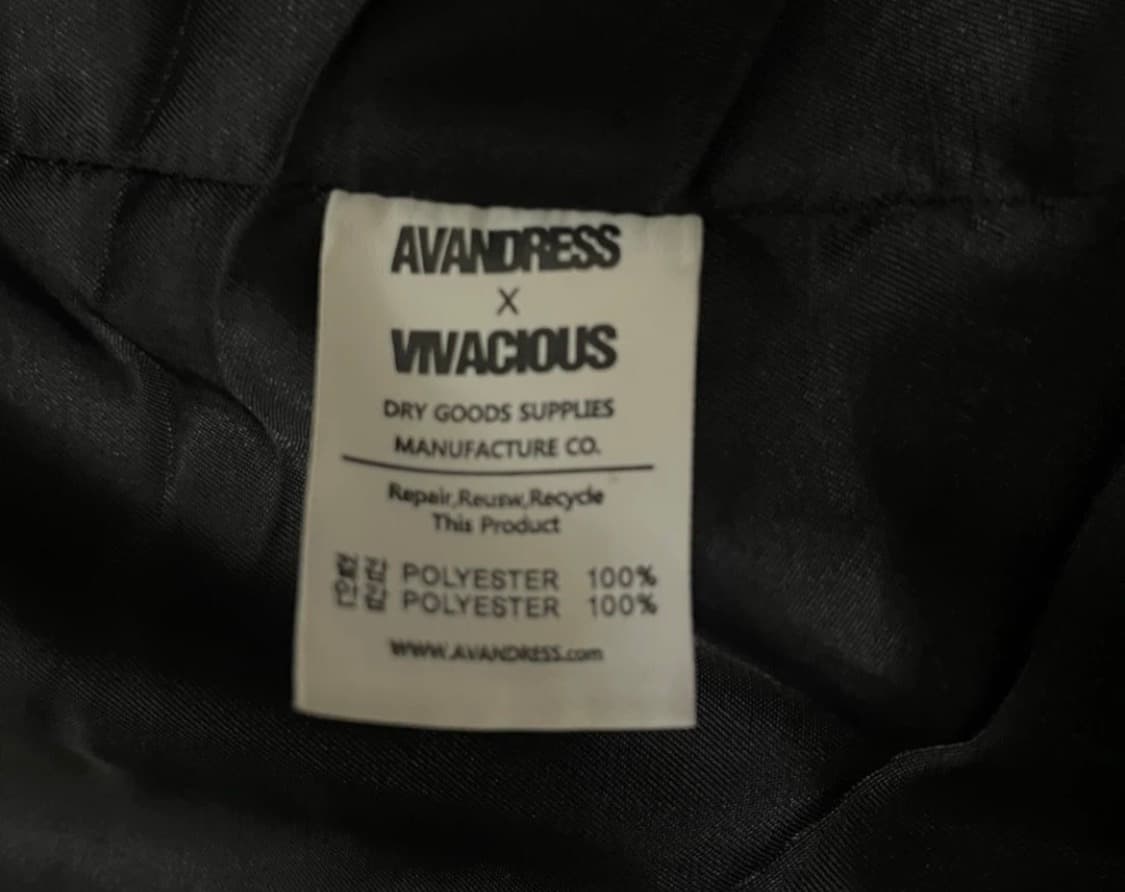 AVANDRESS
X
VIVACIOUS
DRY GOODS SUPPLIES
MANUFACTURE CO.
Repair,Reusw,Recycle
This Product
POLYESTER 100%
POLYESTER 100%
WWW.AVANDRESS.com